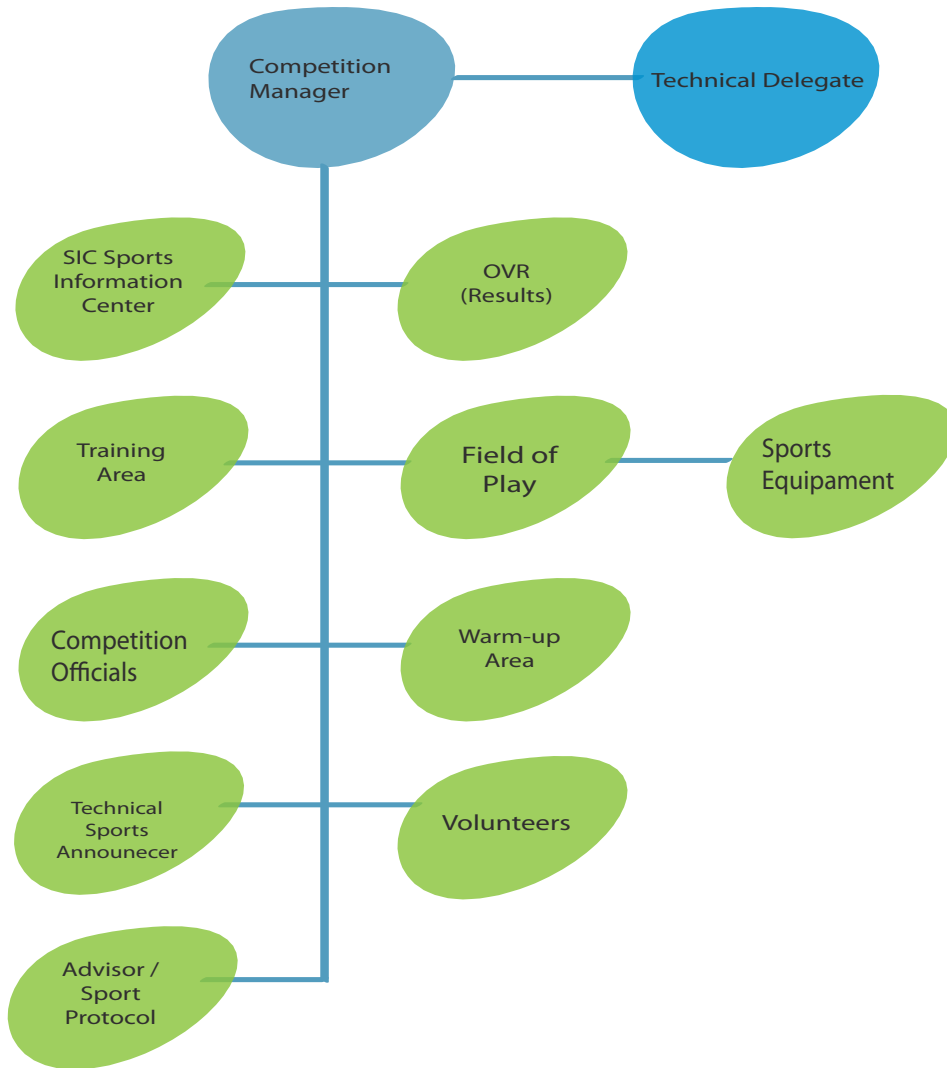 Competition
Manager
Technical Delegate
SIC Sports
Information
Center
OVR
(Results)
Training
Area
Field of
Play
Sports
Equipament
Competition
Officials
Warm-up
Area
Technical
Sports
Announecer
Volunteers
Advisor /
Sport
Protocol